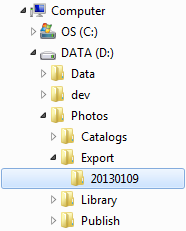 Computer
OS (C:)
DATA (D:)
Data
dev
Photos
Catalogs
Export
20130109
Library
Publish